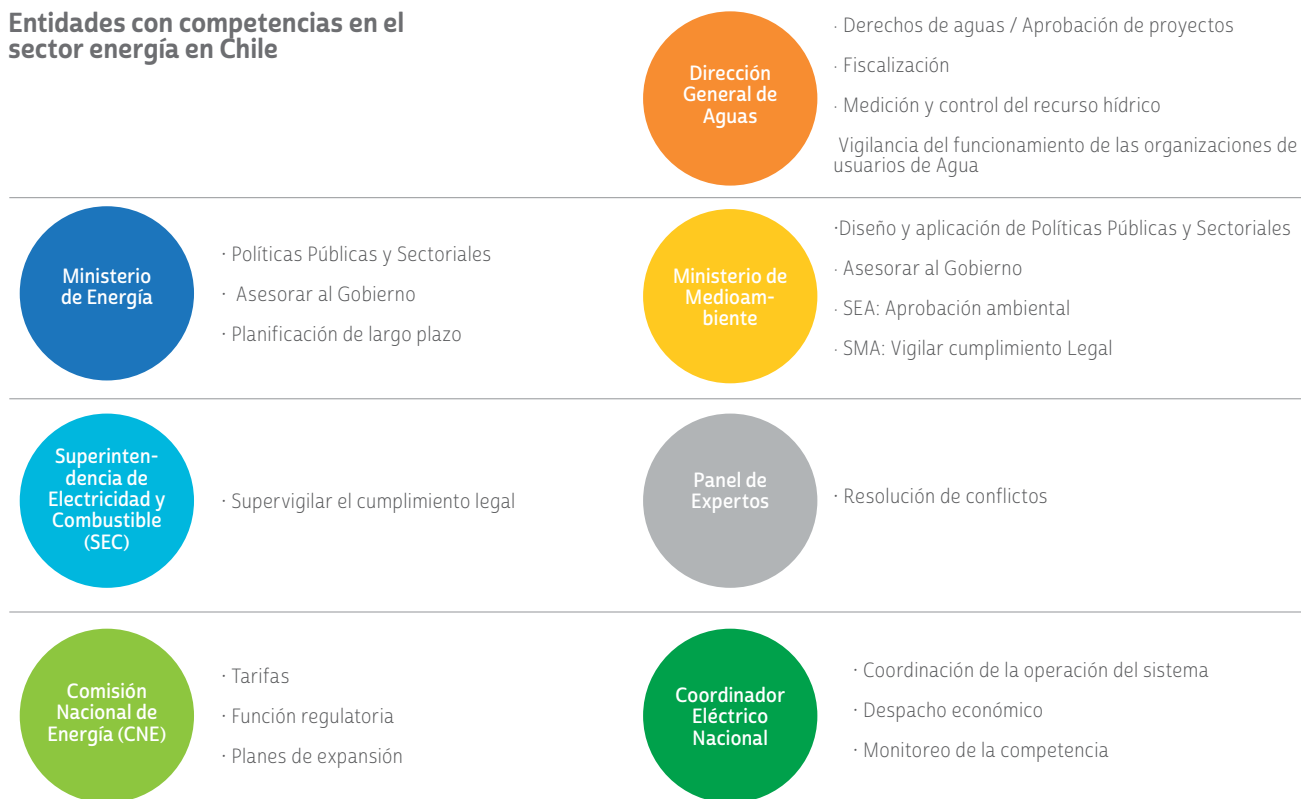 Entidades con competencias en el
sector energía en Chile
Dirección
General de
Aguas
· Derechos de aguas / Aprobación de proyectos
· Fiscalización
· Medición y control del recurso hídrico
Vigilancia del funcionamiento de las organizaciones de
usuarios de Agua
Ministerio
de Energía
· Políticas Públicas y Sectoriales
· Asesorar al Gobierno
· Planificación de largo plazo
Ministerio de
Medioam-
biente
·Diseño y aplicación de Políticas Públicas y Sectoriales
· Asesorar al Gobierno
· SEA: Aprobación ambiental
· SMA: Vigilar cumplimiento Legal
Superinten-
dencia de
Electricidad y
Combustible
(SEC)
· Supervigilar el cumplimiento legal
Panel de
Expertos
· Resolución de conflictos
Comisión
Nacional de
Energía (CNE)
· Tarifas
· Función regulatoria
· Planes de expansión
Coordinador
Eléctrico
Nacional
· Coordinación de la operación del sistema
· Despacho económico
· Monitoreo de la competencia